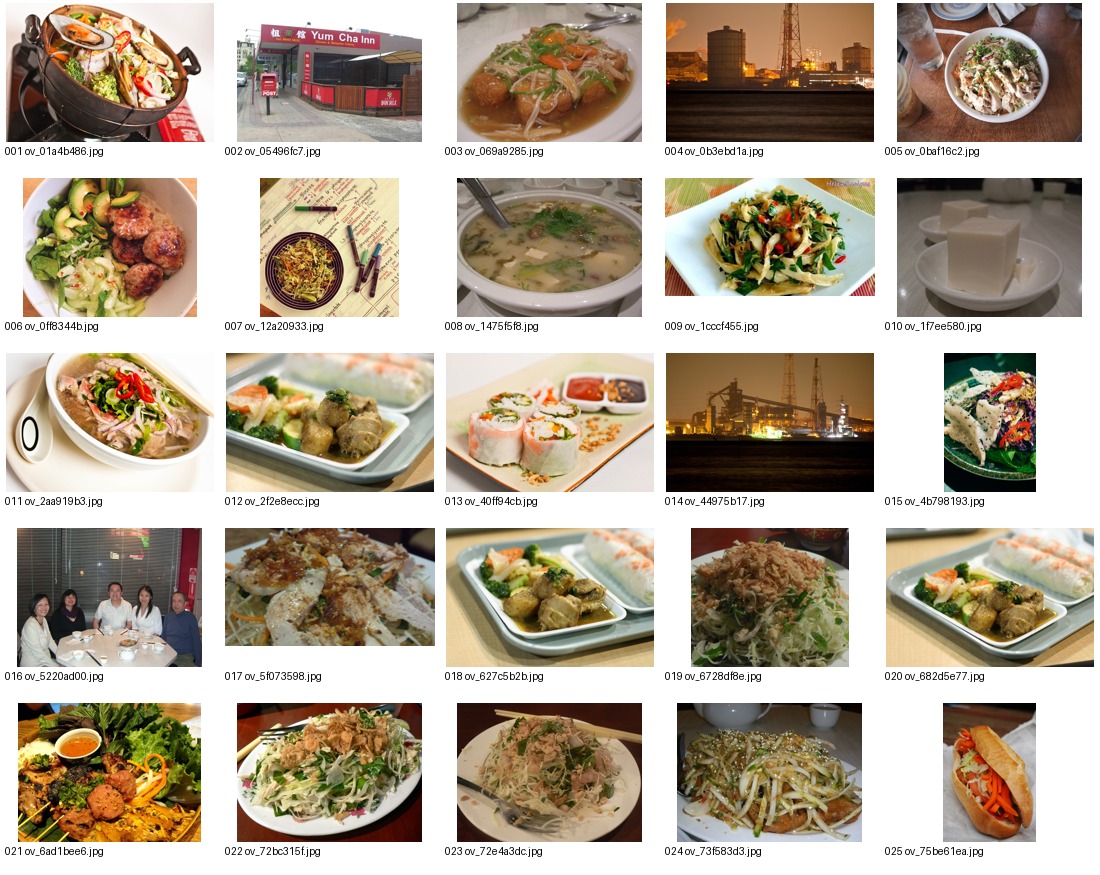 001 ov_01a4b486.jpg
002 ov_05496fc7.jpg
003 ov_069a9285.jpg
004 ov_0b3ebd1a.jpg
005 ov_0baf16c2.jpg
Yum Cha Inn
POST
006 ov_0ff8344b.jpg
007 ov_12a20933.jpg
008 ov_1475f5f8.jpg
009 ov_1cccf455.jpg
010 ov_1f7ee580.jpg
011 ov_2aa919b3.jpg
012 ov_2f2e8ecc.jpg
013 ov_40ff94cb.jpg
014 ov_44975b17.jpg
015 ov_4b798193.jpg
016 ov_5220ad00.jpg
017 ov_5f073598.jpg
018 ov_627c5b2b.jpg
019 ov_6728df8e.jpg
020 ov_682d5e77.jpg
021 ov_6ad1bee6.jpg
022 ov_72bc315f.jpg
023 ov_72e4a3dc.jpg
024 ov_73f583d3.jpg
025 ov_75be61ea.jpg